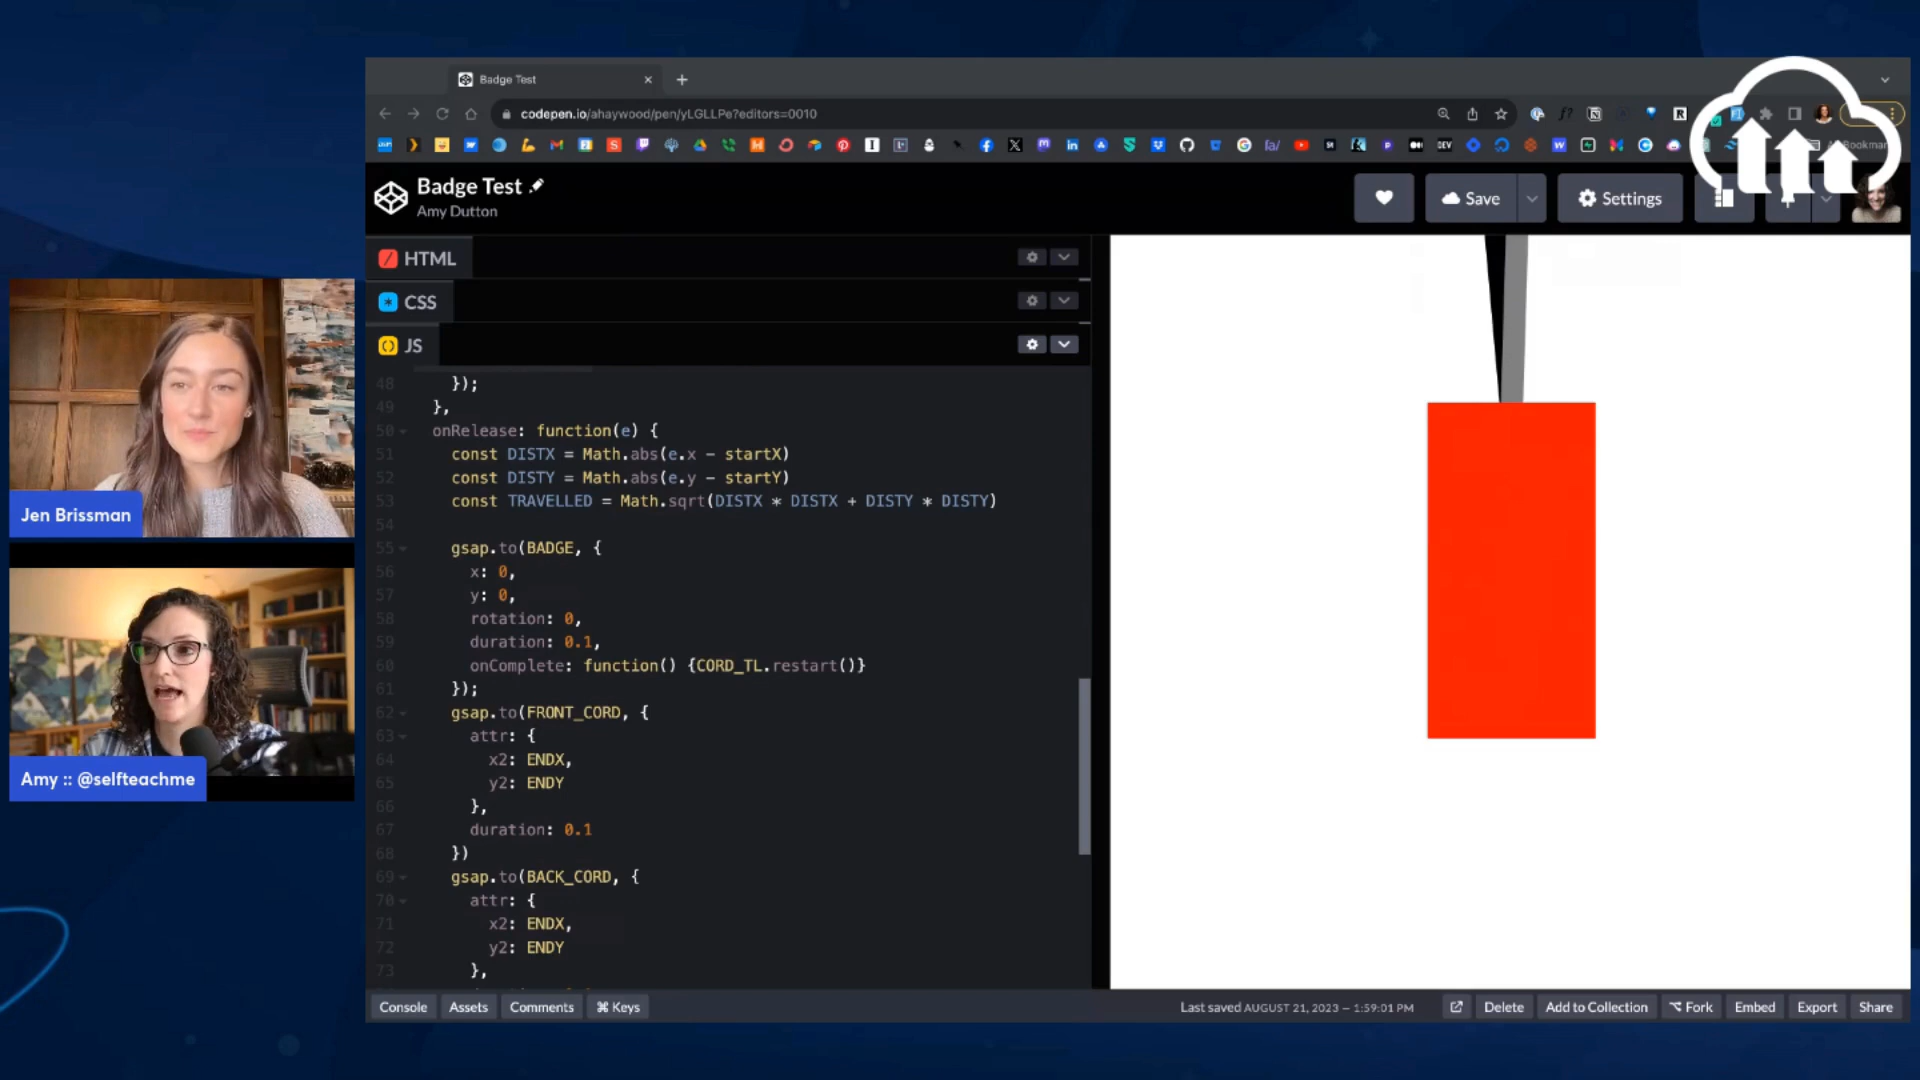 Badge Test
codepen.io/ahaywood/pen/yLGLLPe?editors=0010
Badge Test
Amy Dutton
Save
Settings
HTML
CSS
JS
48 });
49 },
50 onRelease: function(e) {
51 const DISTX = Math.abs(e.x - startX)
52 const DISTY = Math.abs(e.y - startY)
53 const TRAVELLED = Math.sqrt(DISTX * DISTX + DISTY * DISTY)
54
55 gsap.to(BADGE, {
56 x: 0,
57 y: 0,
58 rotation: 0,
59 duration: 0.1,
60 onComplete: function() {CORD_TL.restart()}
61 });
62 gsap.to(FRONT_CORD, {
63 attr: {
64 x2: ENDX,
65 y2: ENDY
66 },
67 duration: 0.1
68 })
69 gsap.to(BACK_CORD, {
70 attr: {
71 x2: ENDX,
72 y2: ENDY
73 },
Jen Brissman
Amy :: @selfteachme
Console
Assets
Comments
⌘ Keys
Last saved AUGUST 21, 2023 — 1:59:01 PM
Delete
Add to Collection
Fork
Embed
Export
Share